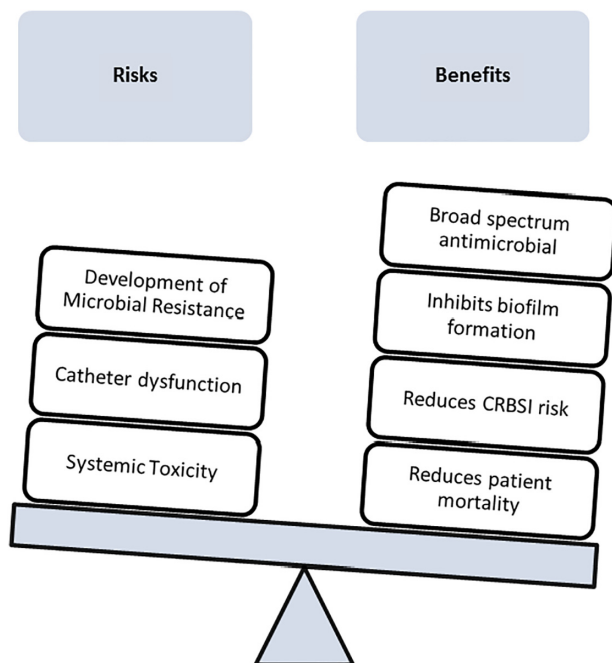 Risks
Benefits
Development of
Microbial Resistance
Catheter dysfunction
Systemic Toxicity
Broad spectrum
antimicrobial
Inhibits biofilm
formation
Reduces CRBSI risk
Reduces patient
mortality